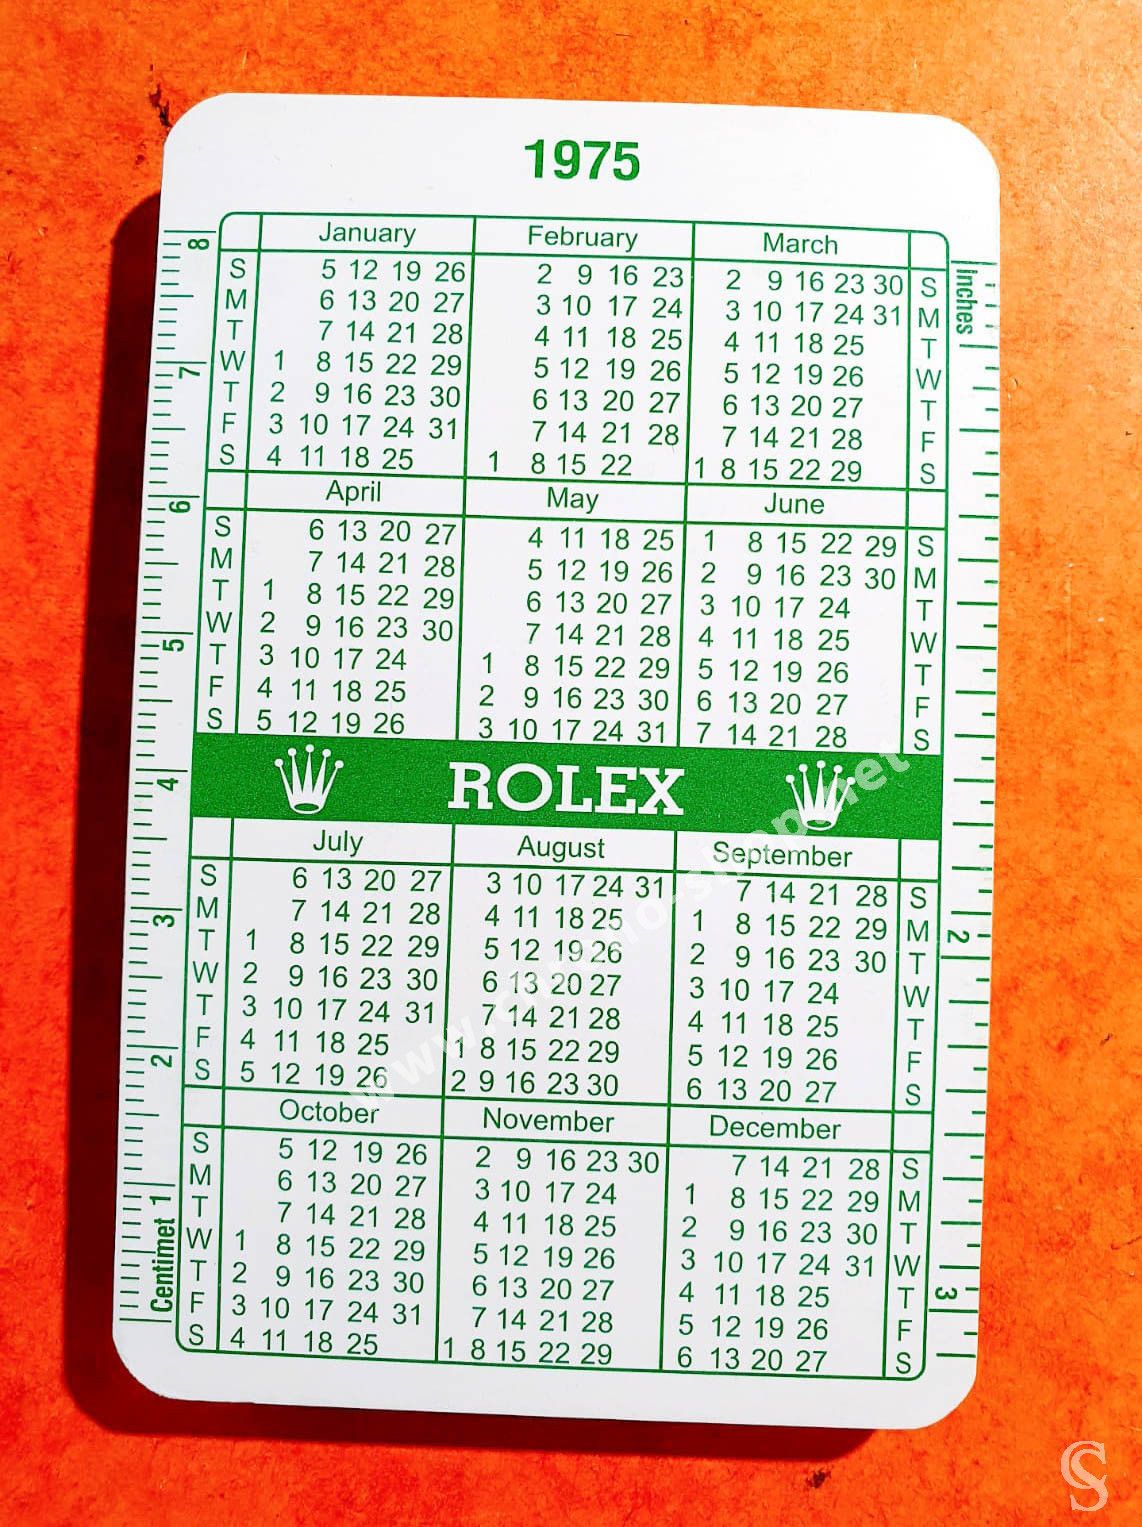 1975
January February March
S 5 12 19 26 2 9 16 23 2 9 16 23 30 S
M 6 13 20 27 3 10 17 24 3 10 17 24 31 M
T 7 14 21 28 4 11 18 25 4 11 18 25 T
W 1 8 15 22 29 5 12 19 26 5 12 19 26 W
T 2 9 16 23 30 6 13 20 27 6 13 20 27 T
F 3 10 17 24 31 7 14 21 28 7 14 21 28 F
S 4 11 18 25 1 8 15 22 1 8 15 22 29 S
April May June
S 6 13 20 27 4 11 18 25 1 8 15 22 29 S
M 7 14 21 28 5 12 19 26 2 9 16 23 30 M
T 1 8 15 22 29 6 13 20 27 3 10 17 24 T
W 2 9 16 23 30 7 14 21 28 4 11 18 25 W
T 3 10 17 24 1 8 15 22 29 5 12 19 26 T
F 4 11 18 25 2 9 16 23 30 6 13 20 27 F
S 5 12 19 26 3 10 17 24 31 7 14 21 28 S
ROLEX
July August September
S 6 13 20 27 3 10 17 24 31 7 14 21 28 S
M 7 14 21 28 4 11 18 25 1 8 15 22 29 M
T 1 8 15 22 29 5 12 19 26 2 9 16 23 30 T
W 2 9 16 23 30 6 13 20 27 3 10 17 24 W
T 3 10 17 24 31 7 14 21 28 4 11 18 25 T
F 4 11 18 25 1 8 15 22 29 5 12 19 26 F
S 5 12 19 26 2 9 16 23 30 6 13 20 27 S
October November December
S 5 12 19 26 2 9 16 23 30 7 14 21 28 S
M 6 13 20 27 3 10 17 24 1 8 15 22 29 M
T 7 14 21 28 4 11 18 25 2 9 16 23 30 T
W 1 8 15 22 29 5 12 19 26 3 10 17 24 31 W
T 2 9 16 23 30 6 13 20 27 4 11 18 25 T
F 3 10 17 24 31 7 14 21 28 5 12 19 26 F
S 4 11 18 25 1 8 15 22 29 6 13 20 27 S
Centimet 1 2 3 4 5 6 7 8
inches 2 3